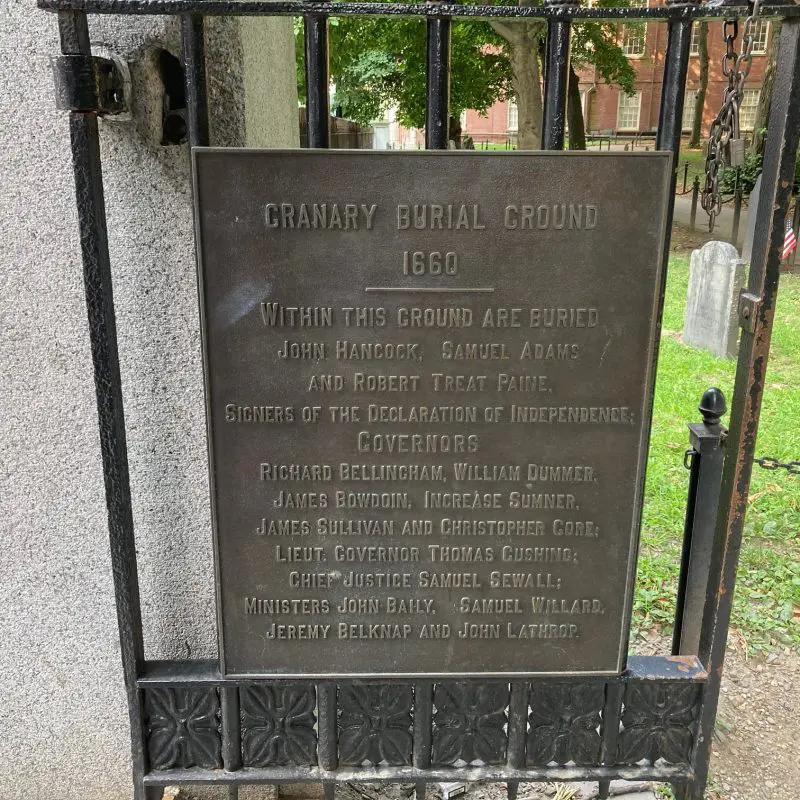 GRANARY BURIAL GROUND
1660
WITHIN THIS GROUND ARE BURIED
JOHN HANCOCK, SAMUEL ADAMS
AND ROBERT TREAT PAINE,
SIGNERS OF THE DECLARATION OF INDEPENDENCE;
GOVERNORS
RICHARD BELLINGHAM, WILLIAM DUMMER,
JAMES BOWDOIN, INCREASE SUMNER,
JAMES SULLIVAN AND CHRISTOPHER GORE;
LIEUT. GOVERNOR THOMAS CUSHING;
CHIEF JUSTICE SAMUEL SEWALL;
MINISTERS JOHN BAILY, SAMUEL WILLARD,
JEREMY BELKNAP AND JOHN LATHROP.